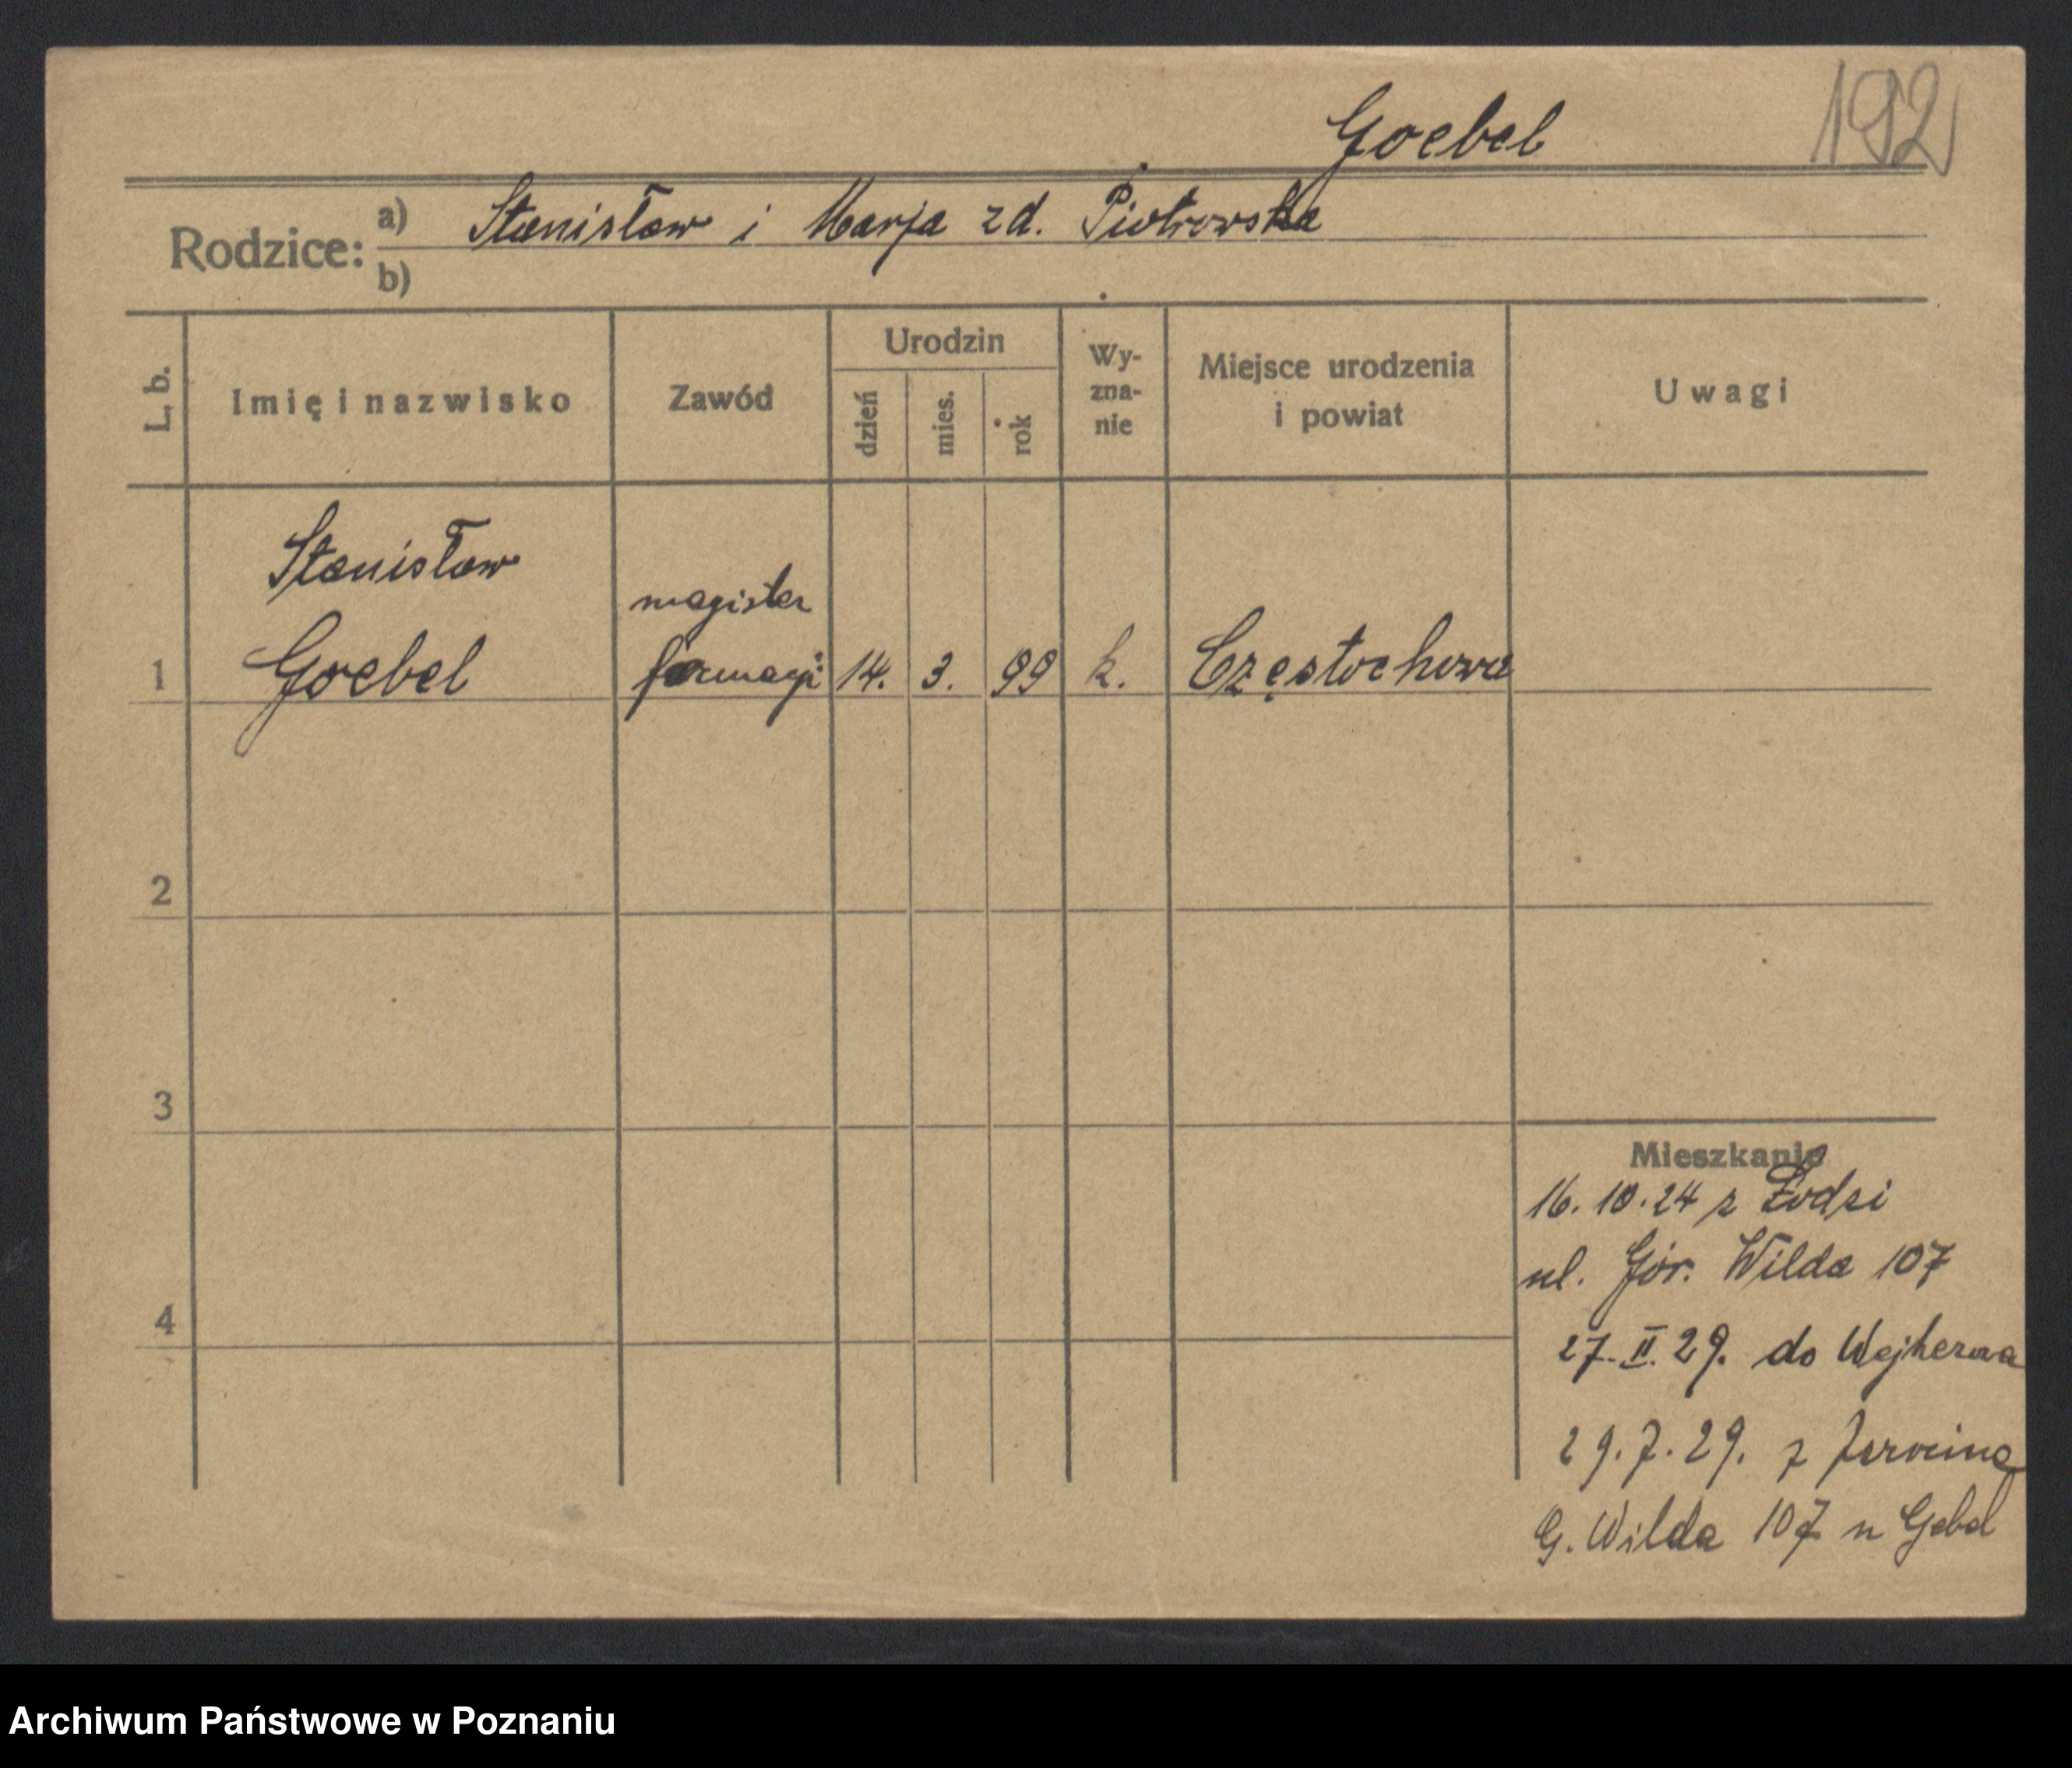 Goebel 192
Rodzice: a) Stanisław i Marja zd. Piotrowska
b)
L. b. Imię i nazwisko Zawód Urodzin dzień mies. rok Wy-zna-nie Miejsce urodzenia i powiat Uwagi
Stanisław
magister
1 Goebel farmacji 14. 3. 99 k. Częstochowa
2
3
Mieszkanie
16.10.24 z Łodzi
ul. Gór. Wilda 107
4
27.II.29. do Wejherowa
29.7.29. z Jarocina
G. Wilda 107 u Gebel
Archiwum Państwowe w Poznaniu